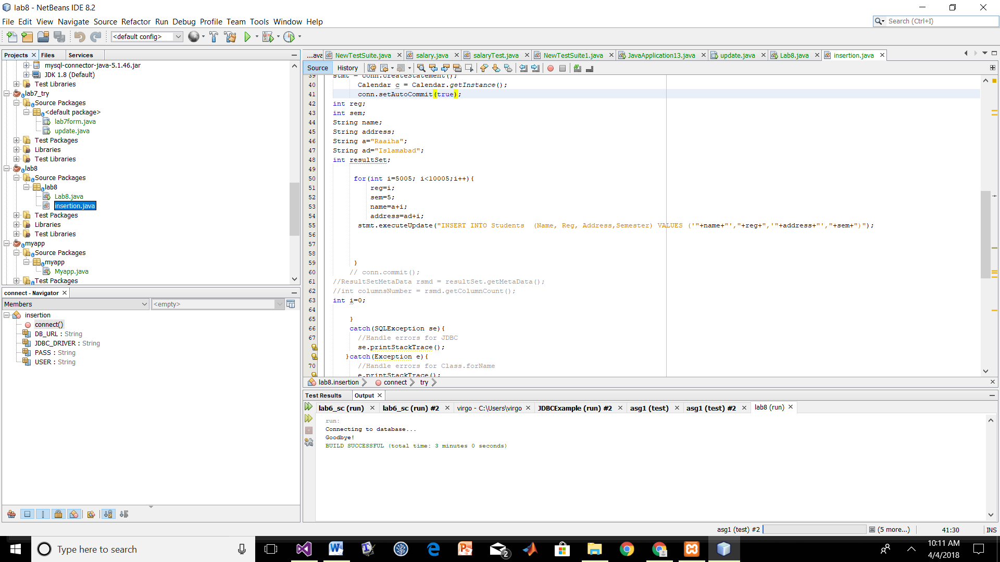 lab8 - NetBeans IDE 8.2
File Edit View Navigate Source Refactor Run Debug Profile Team Tools Window Help
Search (Ctrl+I)
<default config>
Projects Files Services
mysql-connector-java-5.1.46.jar
JDK 1.8 (Default)
Test Libraries
lab7_try
Source Packages
<default package>
lab7form.java
update.java
Test Packages
Libraries
Test Libraries
lab8
Source Packages
lab8
Lab8.java
insertion.java
Test Packages
Libraries
Test Libraries
myapp
Source Packages
myapp
Myapp.java
Test Packages
connect - Navigator
Members <empty>
insertion
connect()
DB_URL : String
JDBC_DRIVER : String
PASS : String
USER : String
...ava NewTestSuite.java salary.java salaryTest.java NewTestSuite1.java JavaApplication13.java update.java Lab8.java insertion.java
Source History
39 stmt = conn.createStatement();
40 Calendar c = Calendar.getInstance();
41 conn.setAutoCommit(true);
42 int reg;
43 int sem;
44 String name;
45 String address;
46 String a="Raaiha";
47 String ad="Islamabad";
48 int resultSet;
49
50 for(int i=5005; i<10005;i++){
51 reg=i;
52 sem=5;
53 name=a+i;
54 address=ad+i;
55 stmt.executeUpdate("INSERT INTO Students  (Name, Reg, Address,Semester) VALUES ('"+name+"',"+reg+",'"+address+"',"+sem+")");
56
57
58
59 }
60 // conn.commit();
61 //ResultSetMetaData rsmd = resultSet.getMetaData();
62 //int columnsNumber = rsmd.getColumnCount();
63 int i=0;
64
65 }
66 catch(SQLException se){
67 //Handle errors for JDBC
se.printStackTrace();
}catch(Exception e){
70 //Handle errors for Class.forName
e.printStackTrace();
lab8.insertion connect try
Test Results Output
lab6_sc (run) lab6_sc (run) #2 virgo - C:\Users\virgo JDBCExample (run) #2 asg1 (test) asg1 (test) #2 lab8 (run)
run:
Connecting to database...
Goodbye!
BUILD SUCCESSFUL (total time: 3 minutes 0 seconds)
asg1 (test) #2 (5 more...) 41:30 INS
Type here to search
2
10:11 AM
4/4/2018